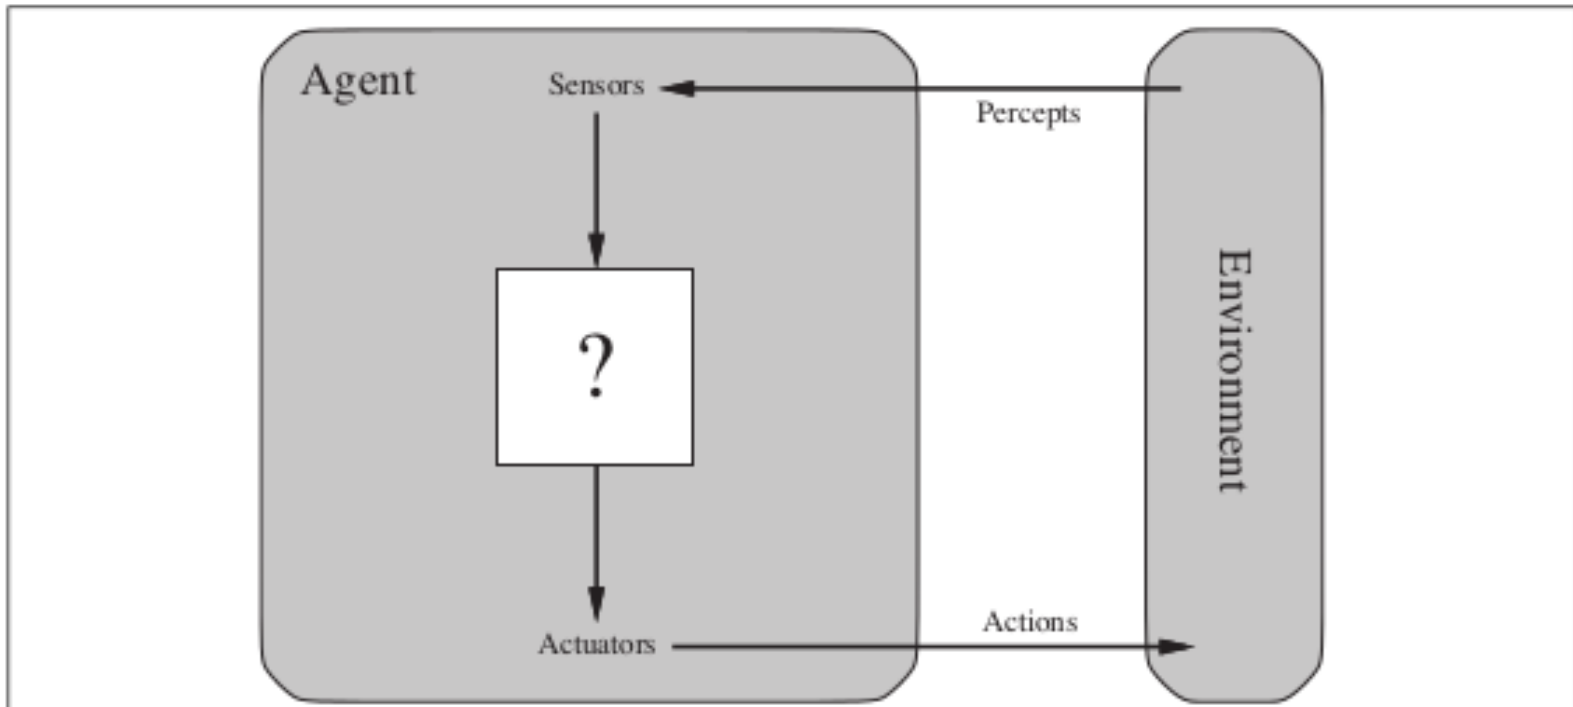 Agent
Sensors
Percepts
?
Environment
Actions
Actuators